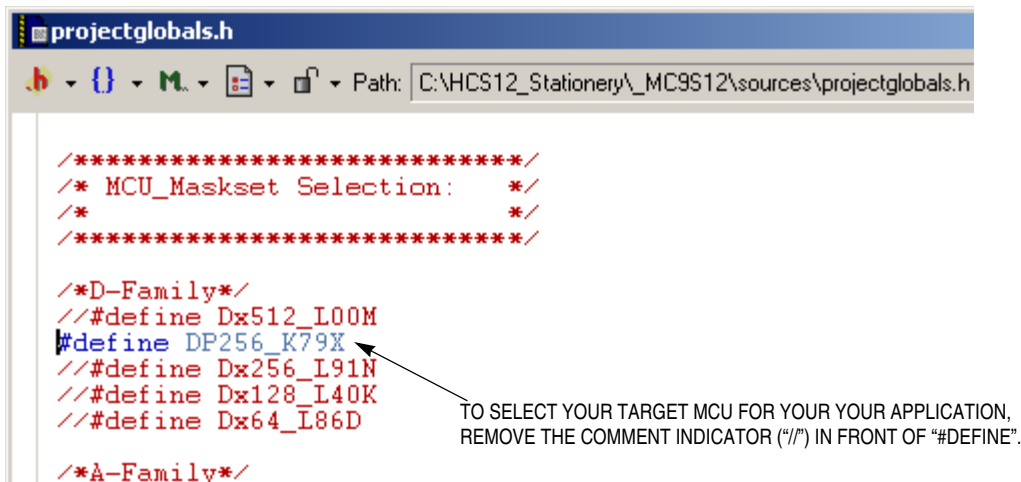 projectglobals.h
.h {} M.. Path: C:\HCS12_Stationery\_MC9S12\sources\projectglobals.h
/****************************/
/* MCU_Maskset Selection: */
/* */
/****************************/
/*D-Family*/
//#define Dx512_L00M
#define DP256_K79X
//#define Dx256_L91N
//#define Dx128_L40K
//#define Dx64_L86D
TO SELECT YOUR TARGET MCU FOR YOUR YOUR APPLICATION,
REMOVE THE COMMENT INDICATOR (“//”) IN FRONT OF “#DEFINE”.
/*A-Family*/